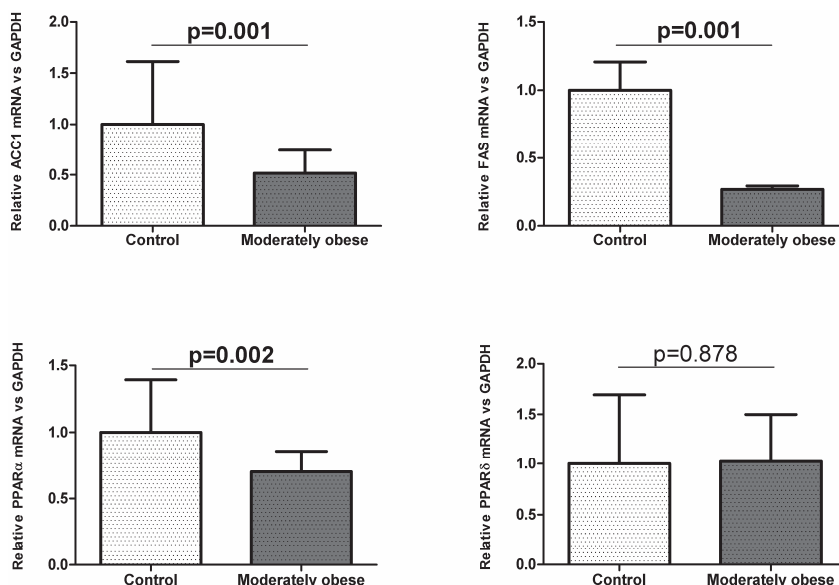 Relative ACC1 mRNA vs GAPDH
2.0
1.5
1.0
0.5
0.0
p=0.001
Control
Moderately obese
Relative FAS mRNA vs GAPDH
1.5
1.0
0.5
0.0
p=0.001
Control
Moderately obese
Relative PPARα mRNA vs GAPDH
1.5
1.0
0.5
0.0
p=0.002
Control
Moderately obese
Relative PPARδ mRNA vs GAPDH
2.0
1.5
1.0
0.5
0.0
p=0.878
Control
Moderately obese